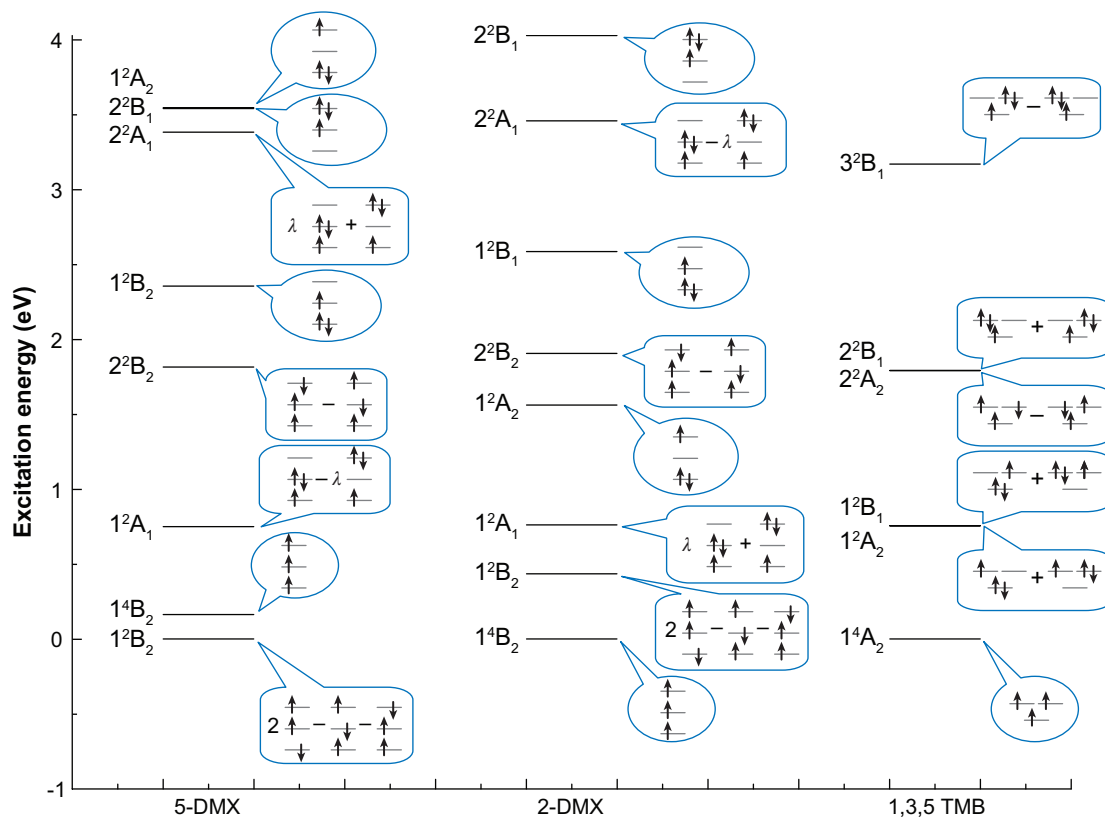 Excitation energy (eV)
4
3
2
1
0
-1
1²A₂
2²B₁
2²A₁
λ +
1²B₂
2²B₂
–
– λ
1²A₁
1⁴B₂
1²B₂
2 – –
5-DMX
2²B₁
2²A₁
– λ
1²B₁
2²B₂
–
1²A₂
1²A₁
λ +
1²B₂
2 – –
1⁴B₂
2-DMX
–
3²B₁
+
2²B₁
2²A₂
–
+
1²B₁
1²A₂
+
1⁴A₂
1,3,5 TMB